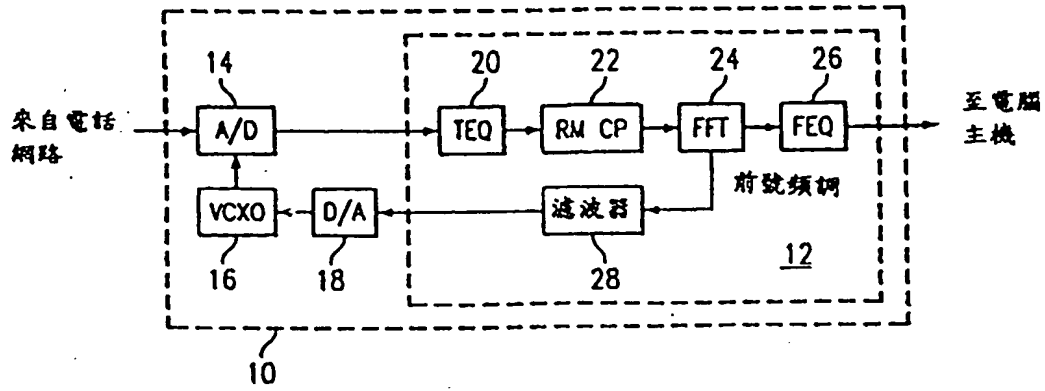 14
20
22
24
26
來自電話
網路
A/D
TEQ
RM CP
FFT
FEQ
至電腦
主機
前號頻調
VCXO
D/A
濾波器
16
18
28
12
10